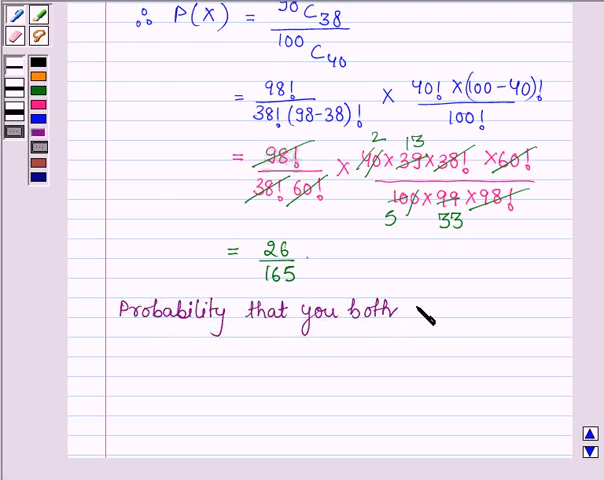 ∴ P(X) = ⁹⁸C₃₈ / ¹⁰⁰C₄₀
= 98! / 38! (98-38)! × 40! × (100-40)! / 100!
2 13
= 98! / 38! 60! × 40 × 39 × 38! × 60! / 100 × 99 × 98!
5 33
= 26 / 165 .
Probability that you both